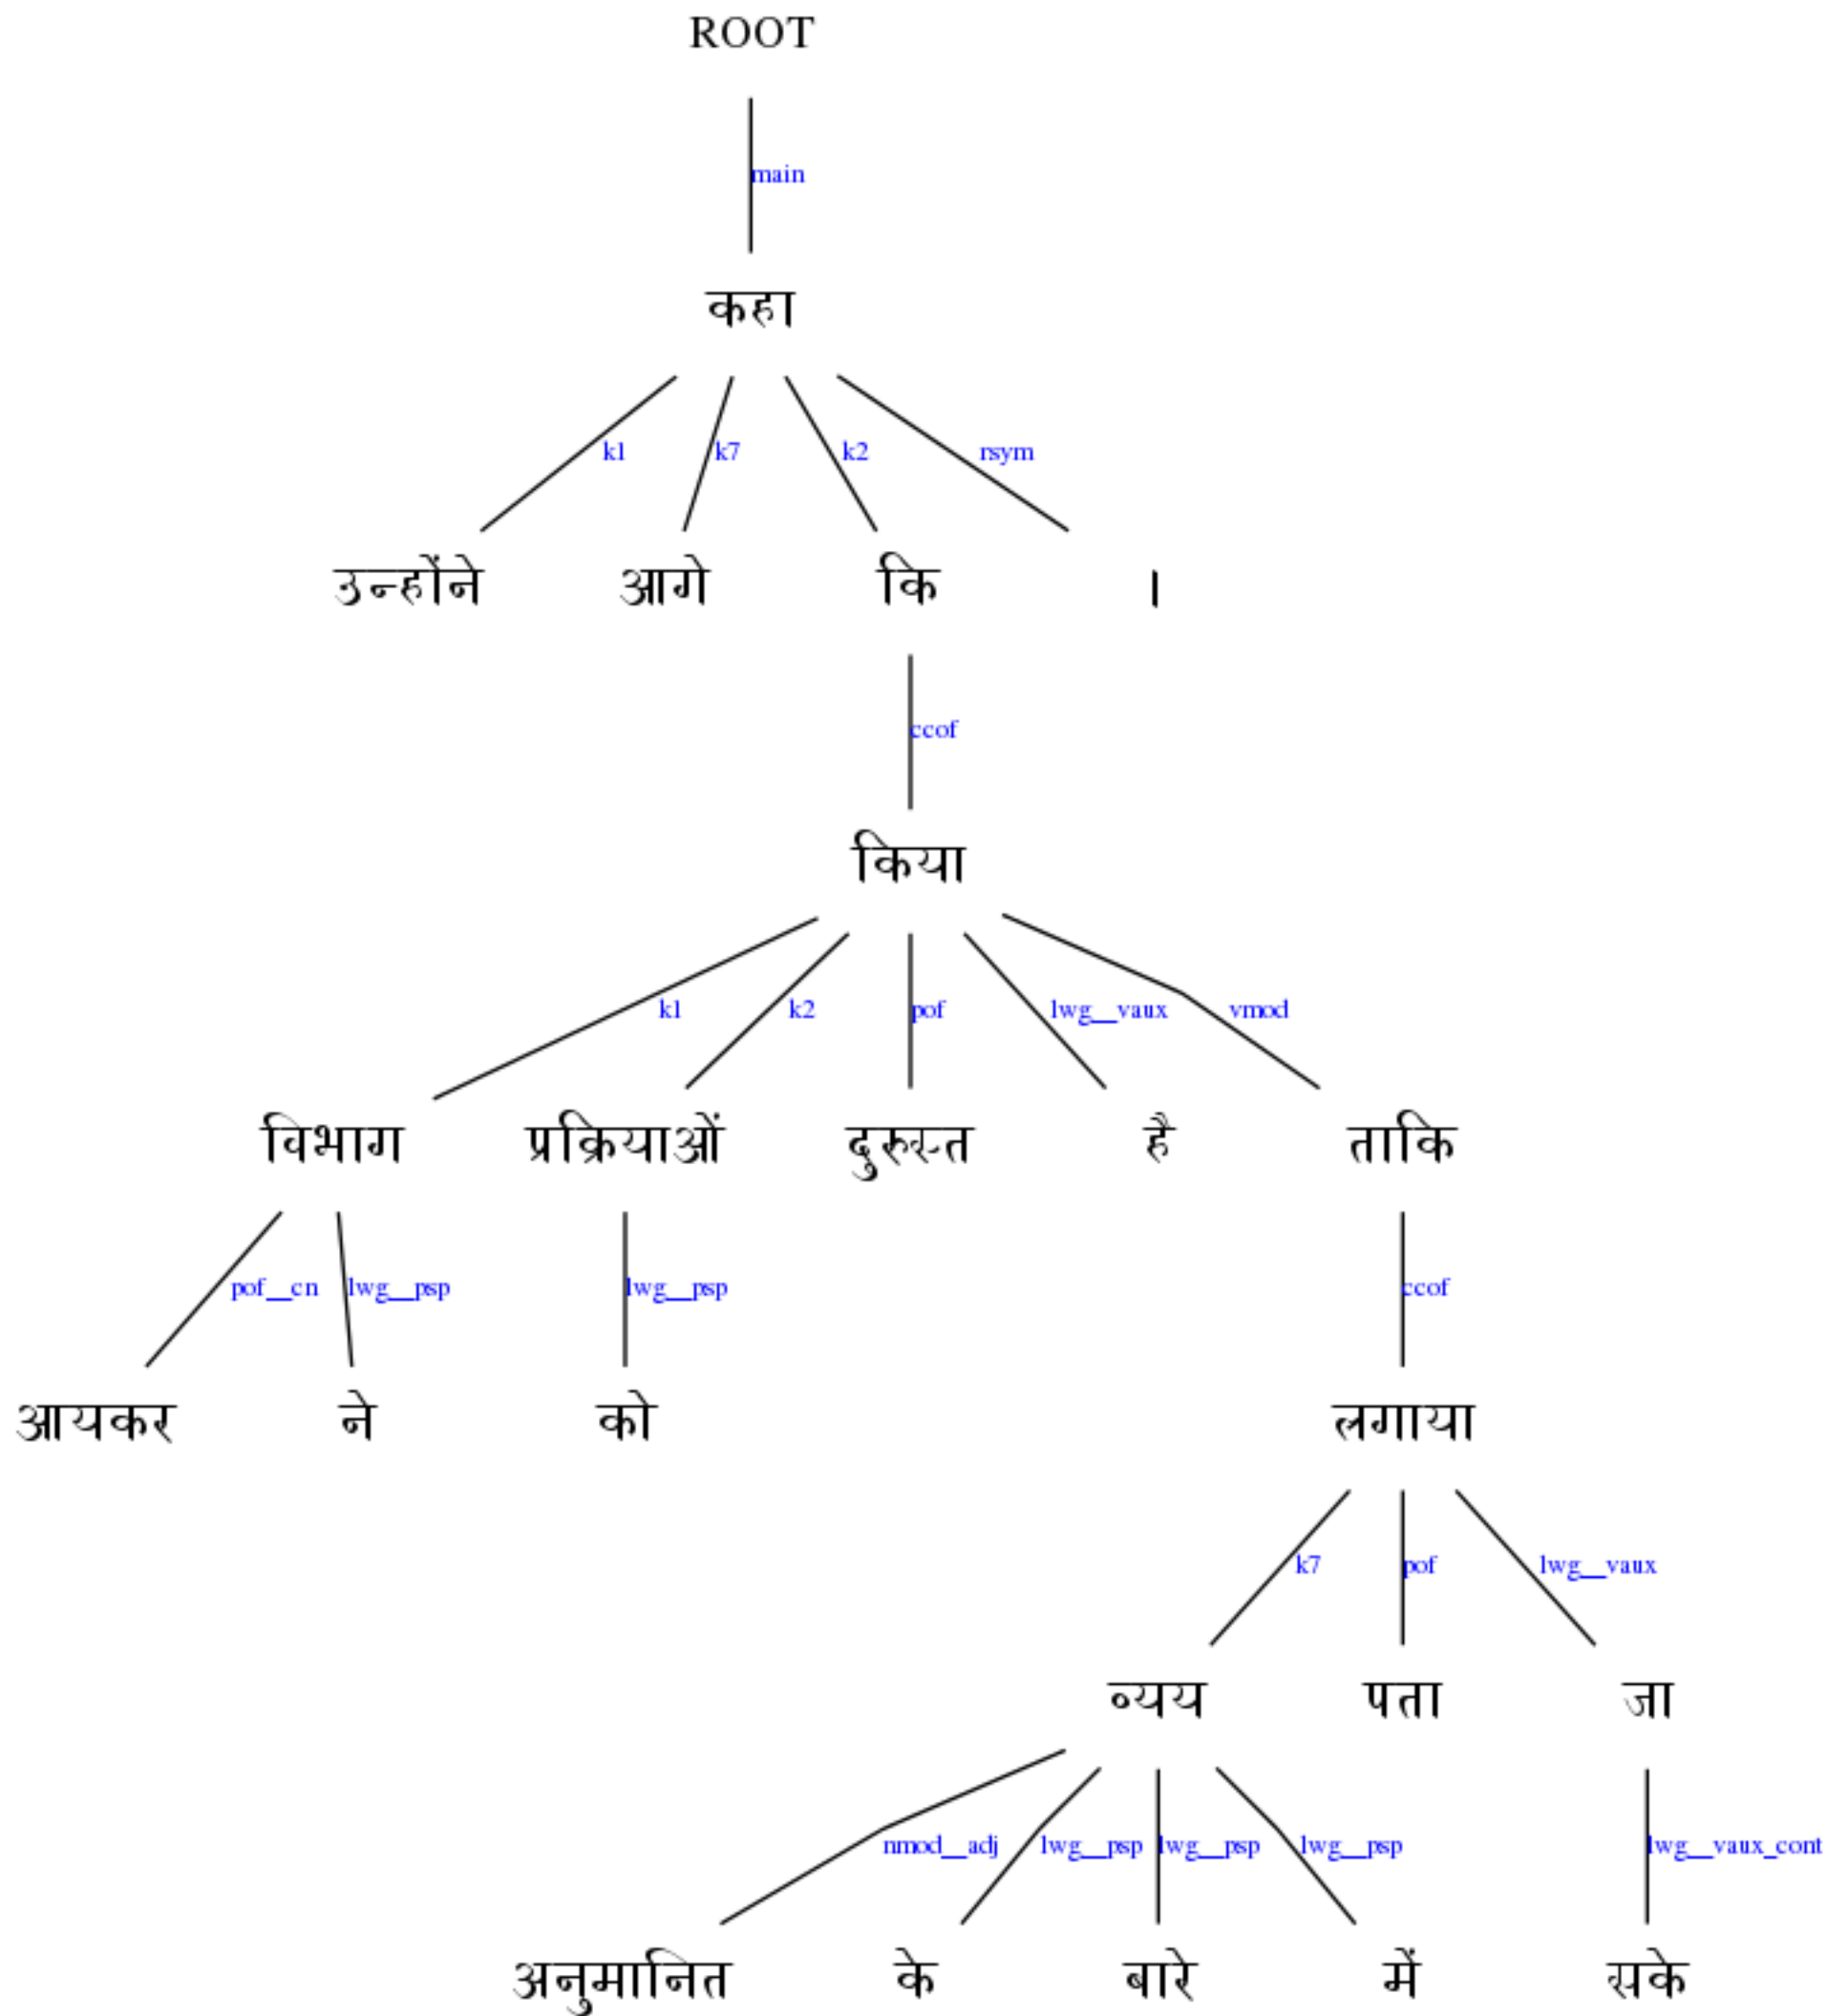 ROOT
main
कहा
k1 k7 k2 rsym
उन्होंने आगे कि ।
ccof
किया
k1 k2 pof lwg__vaux vmod
विभाग प्रक्रियाओं दुरुस्त है ताकि
pof__cn lwg__psp lwg__psp ccof
आयकर ने को लगाया
k7 pof lwg__vaux
व्यय पता जा
nmod__adj lwg__psp lwg__psp lwg__psp lwg__vaux_cont
अनुमानित के बारे में सके